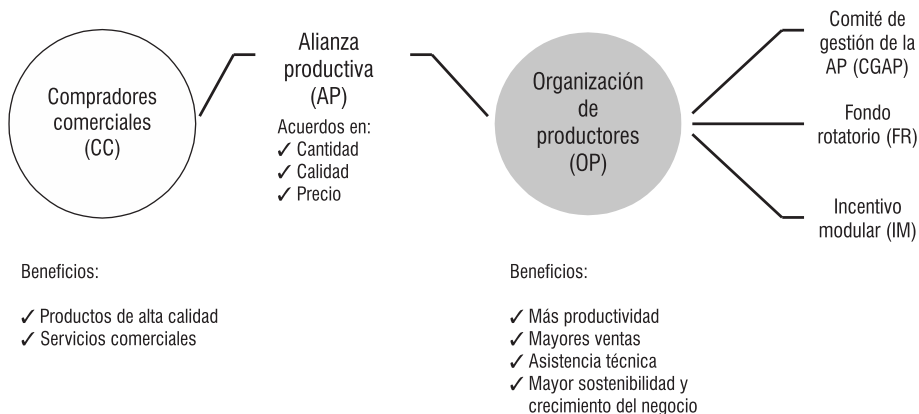 Compradores
comerciales
(CC)
Alianza
productiva
(AP)
Acuerdos en:
✓ Cantidad
✓ Calidad
✓ Precio
Organización
de
productores
(OP)
Comité de
gestión de la
AP (CGAP)
Fondo
rotatorio (FR)
Incentivo
modular (IM)
Beneficios:
✓ Productos de alta calidad
✓ Servicios comerciales
Beneficios:
✓ Más productividad
✓ Mayores ventas
✓ Asistencia técnica
✓ Mayor sostenibilidad y
crecimiento del negocio